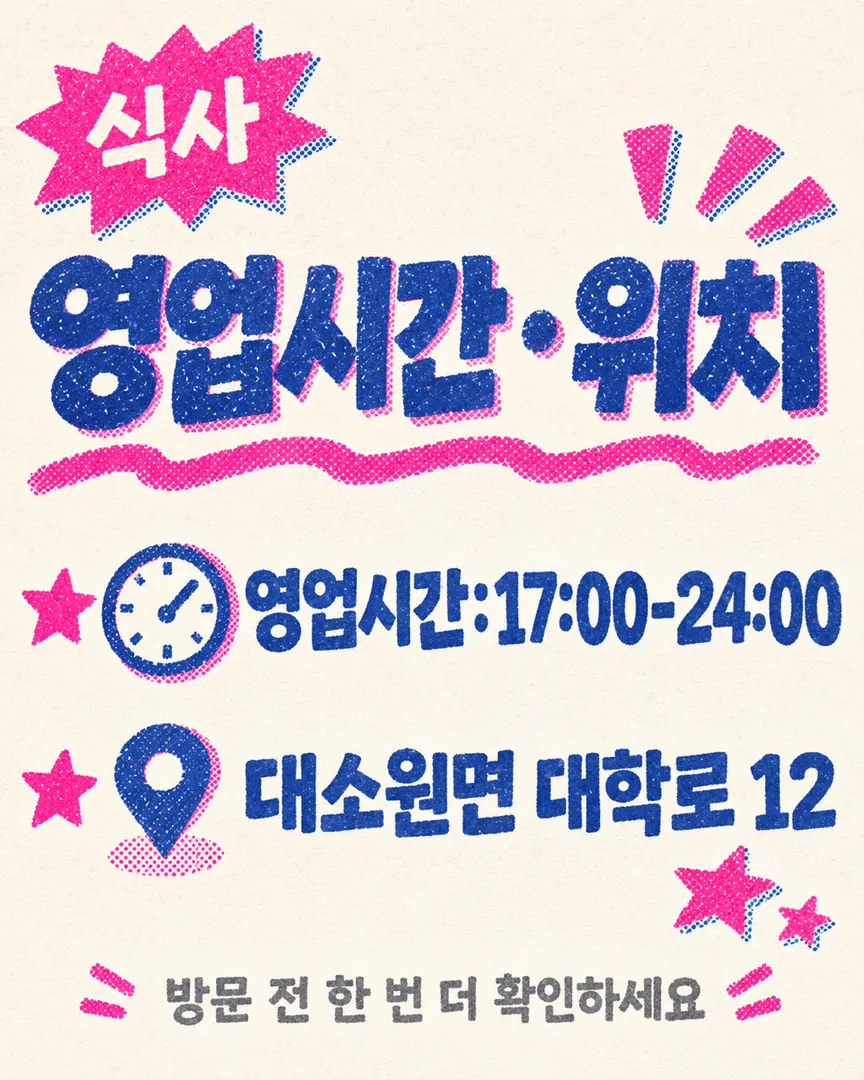 식사
영업시간·위치
영업시간:17:00-24:00
대소원면 대학로 12
방문 전 한 번 더 확인하세요